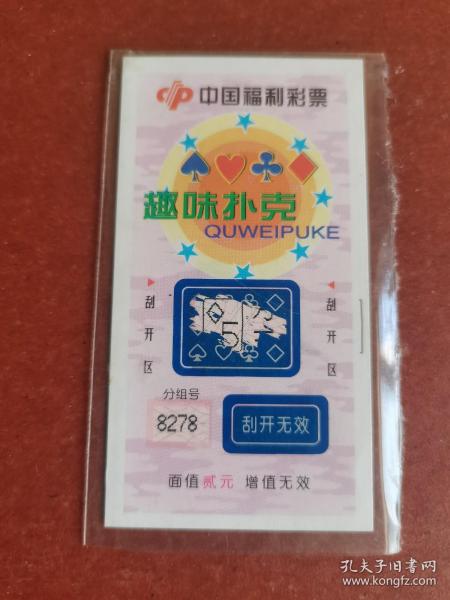 中国福利彩票
趣味扑克
QUWEIPUKE
刮开区
刮开区
5
分组号
8278
刮开无效
面值贰元 增值无效
孔夫子旧书网
www.kongfz.com